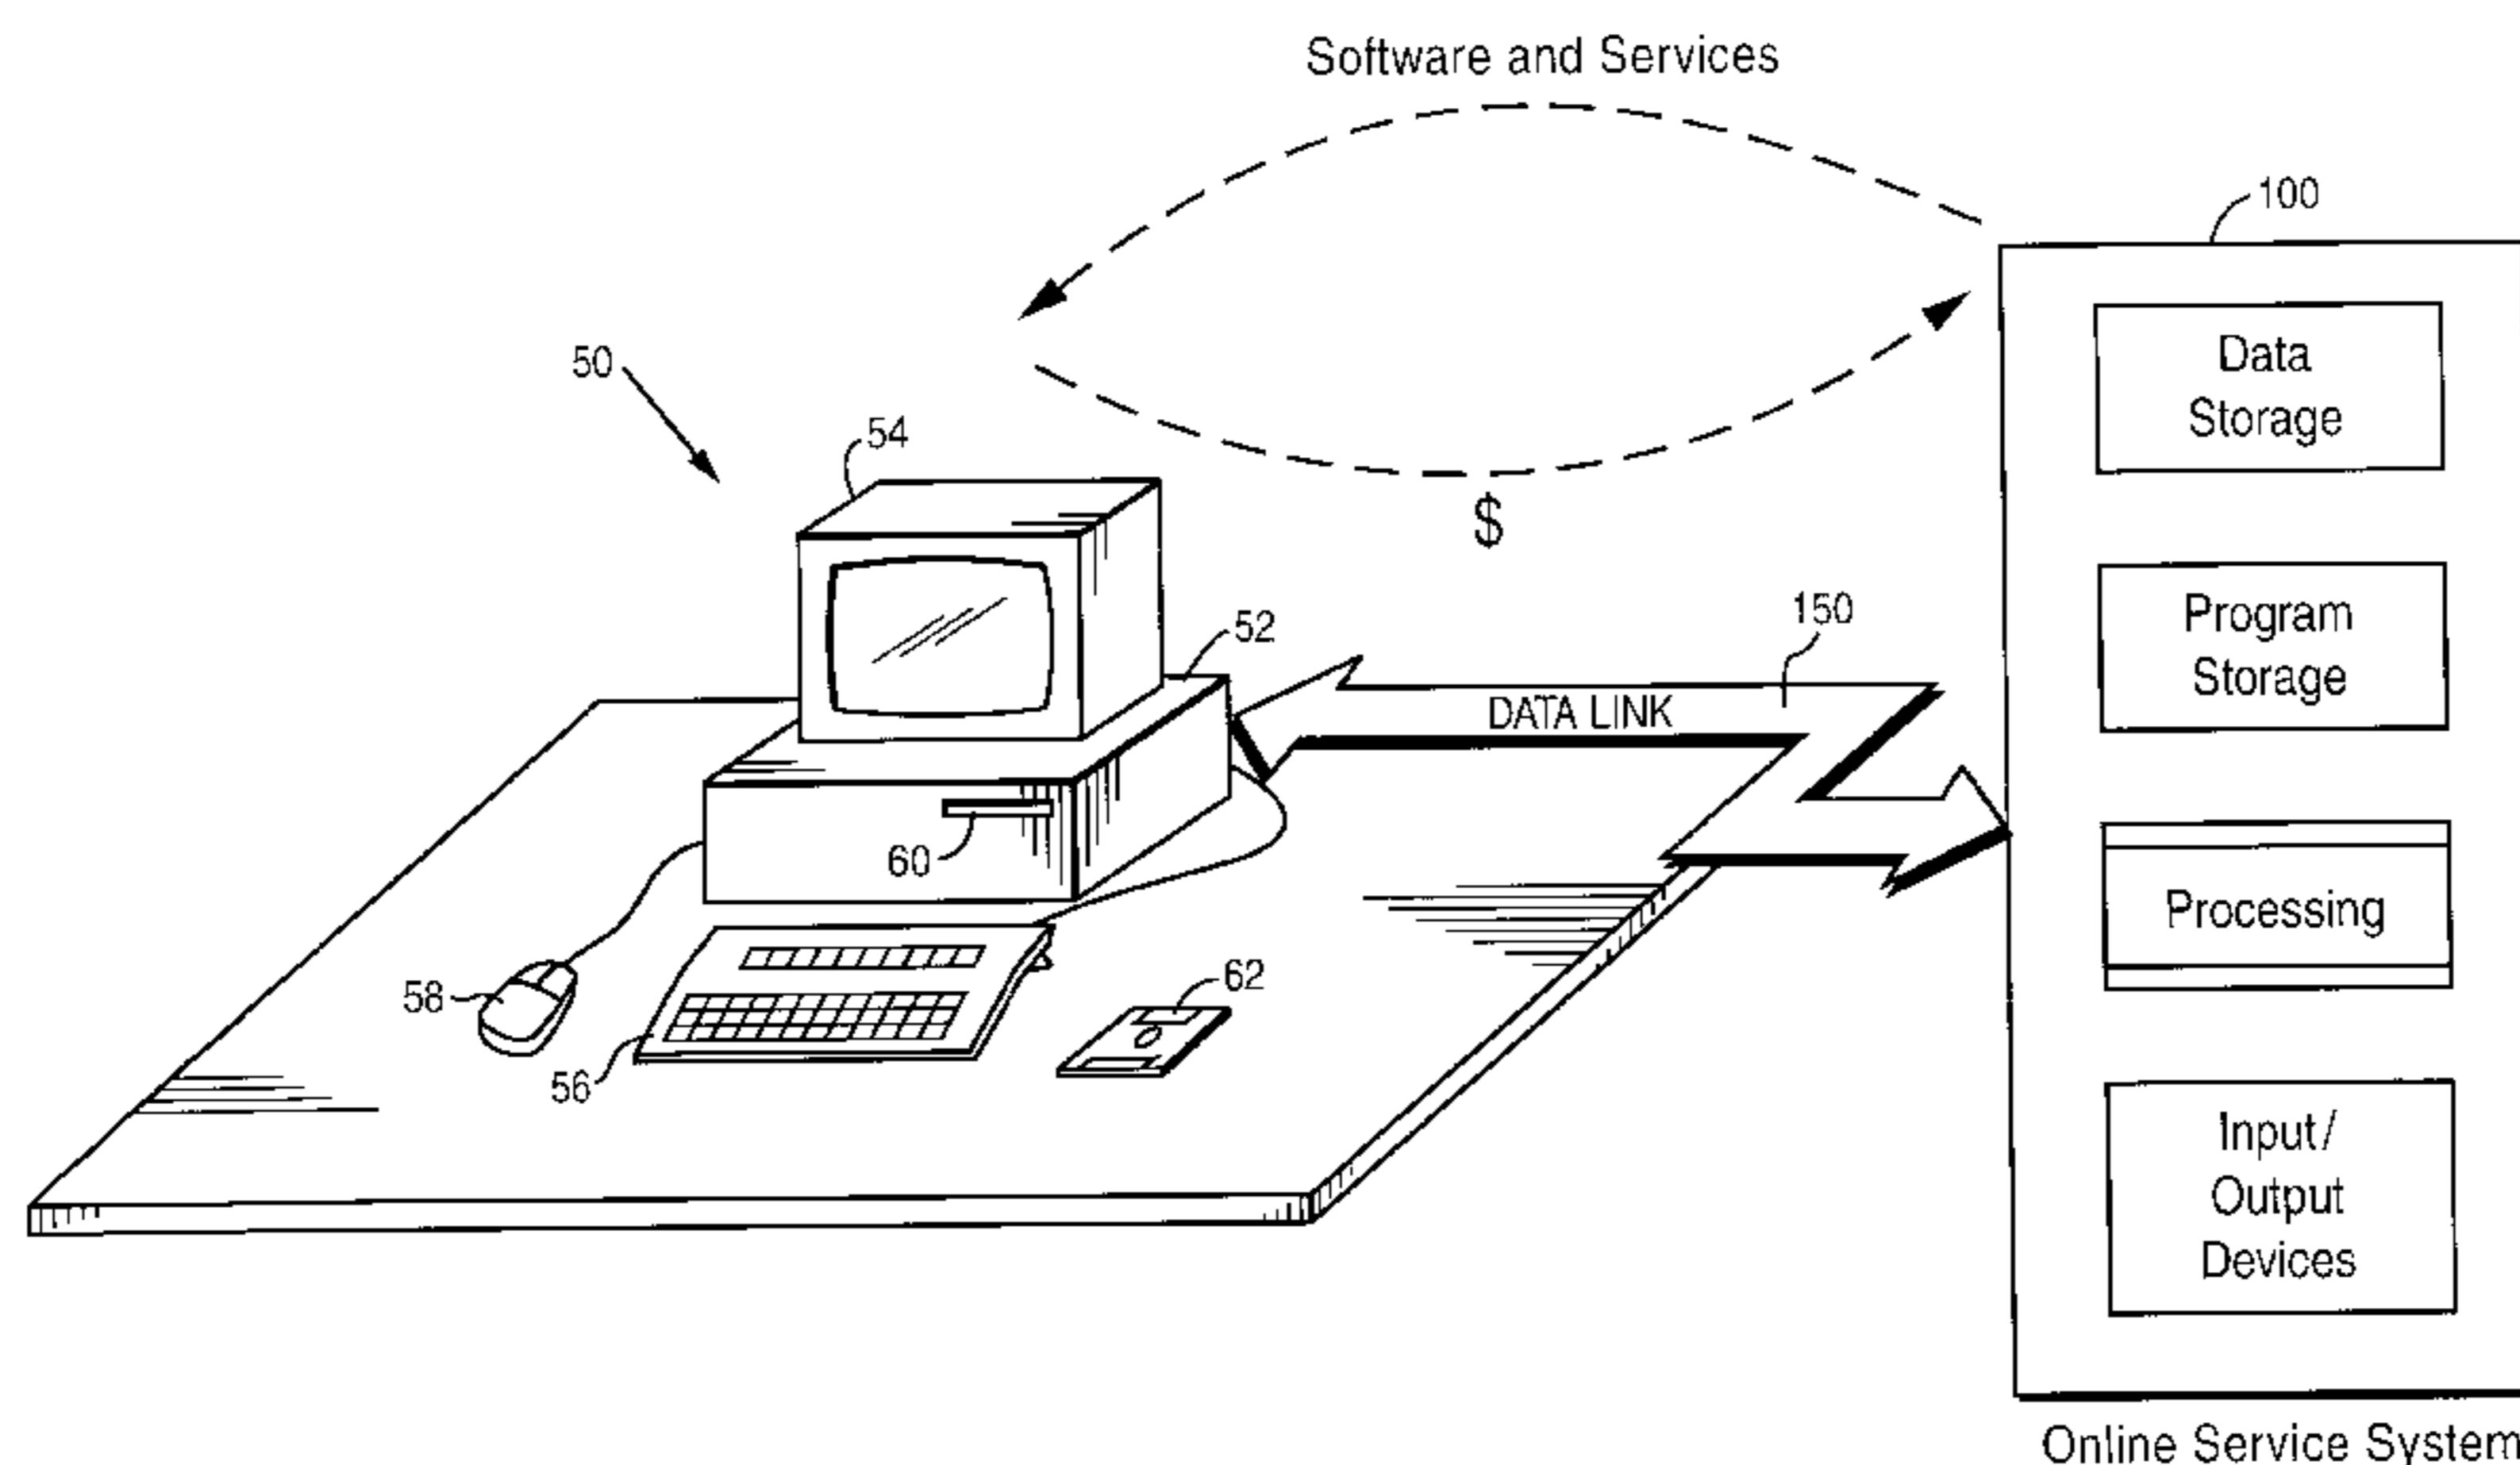 Software and Services
100
Data
Storage
50
54
$
Program
Storage
150
52
DATA LINK
60
Processing
62
58
56
Input/
Output
Devices
Online Service System